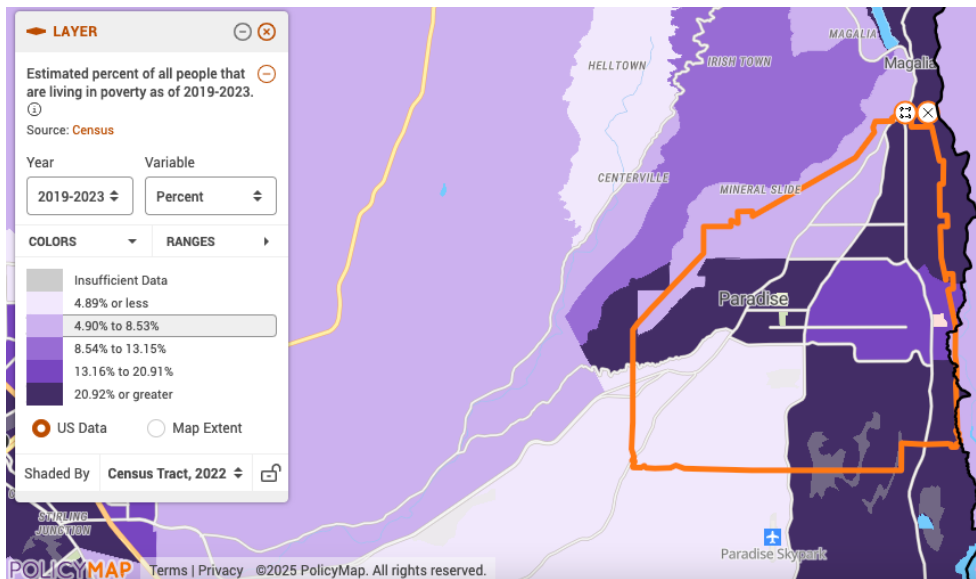 LAYER
Estimated percent of all people that
are living in poverty as of 2019-2023.
Source: Census
Year Variable
2019-2023 Percent
COLORS RANGES
Insufficient Data
4.89% or less
4.90% to 8.53%
8.54% to 13.15%
13.16% to 20.91%
20.92% or greater
US Data Map Extent
Shaded By Census Tract, 2022
MAGALIA
HELLTOWN
IRISH TOWN
Magalia
CENTERVILLE
MINERAL SLIDE
Paradise
STIRLING
JUNCTION
Paradise Skypark
POLICYMAP Terms | Privacy ©2025 PolicyMap. All rights reserved.